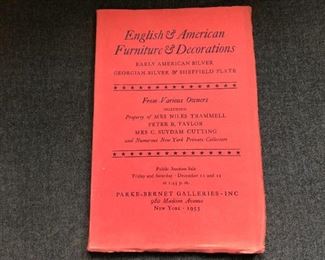 English & American
Furniture & Decorations
EARLY AMERICAN SILVER
GEORGIAN SILVER & SHEFFIELD PLATE
From Various Owners
INCLUDING
Property of MRS NILES TRAMMELL
PETER B. TAYLOR
MRS C. SUYDAM CUTTING
and Numerous New York Private Collectors
Public Auction Sale
Friday and Saturday · December 11 and 12
at 1:45 p.m.
PARKE-BERNET GALLERIES · INC
980 Madison Avenue
New York · 1953